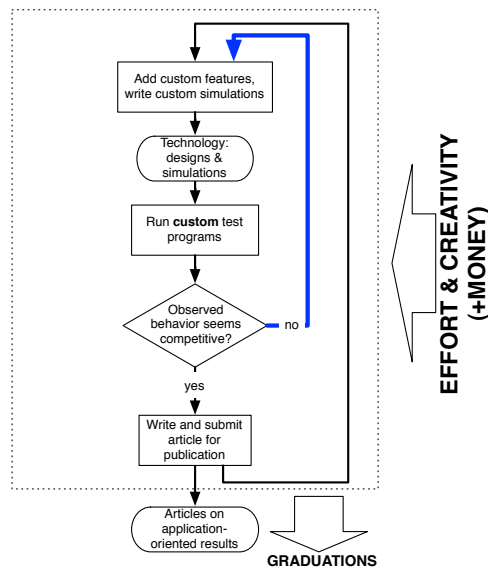 Add custom features,
write custom simulations
Technology:
designs &
simulations
Run custom test
programs
Observed
behavior seems
competitive?
no
yes
Write and submit
article for
publication
Articles on
application-
oriented results
GRADUATIONS
EFFORT & CREATIVITY
(+MONEY)